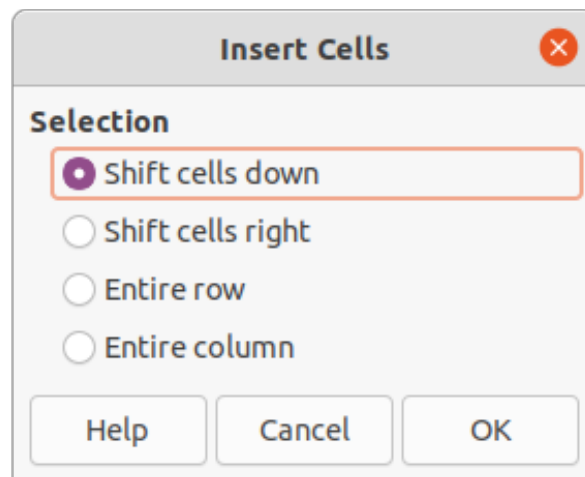 Insert Cells
Selection
Shift cells down
Shift cells right
Entire row
Entire column
Help Cancel OK